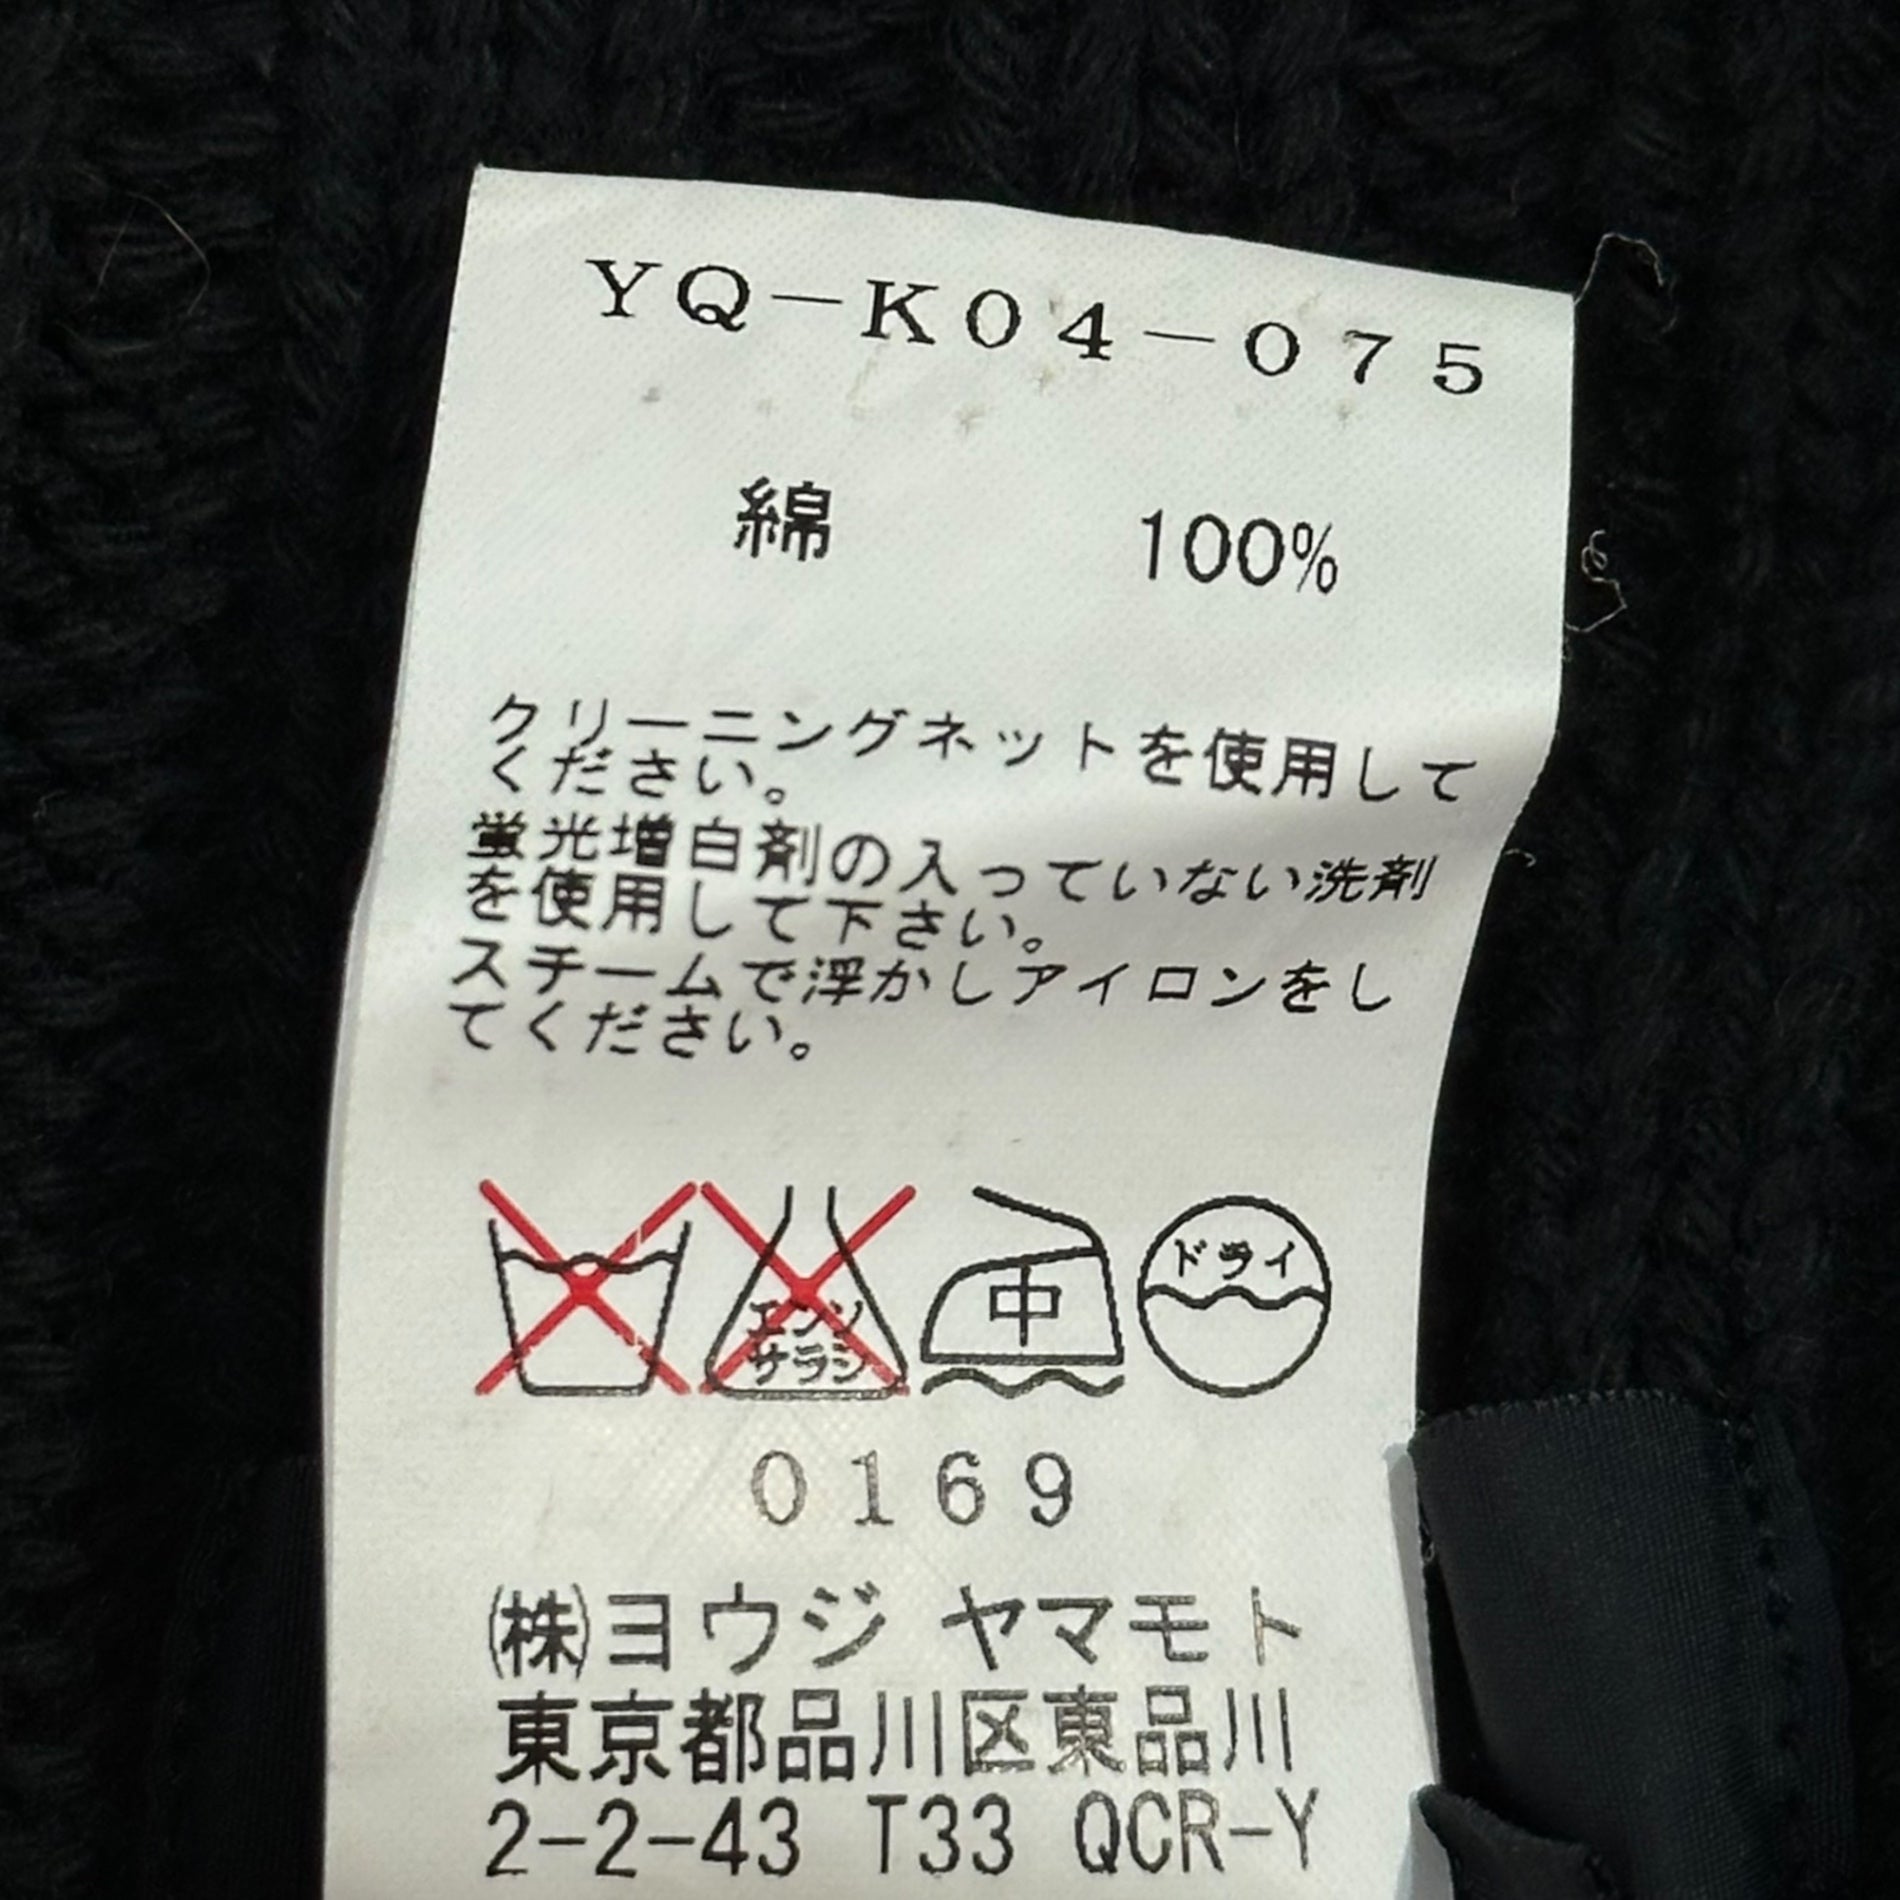 YQ-K04-075
綿 100%
クリーニングネットを使用して
ください。
蛍光増白剤の入っていない洗剤
を使用して下さい。
スチームで浮かしアイロンをし
てください。
エンソ
サラシ
中
ドライ
0169
㈱ヨウジ ヤマモト
東京都品川区東品川
2-2-43 T33 QCR-Y